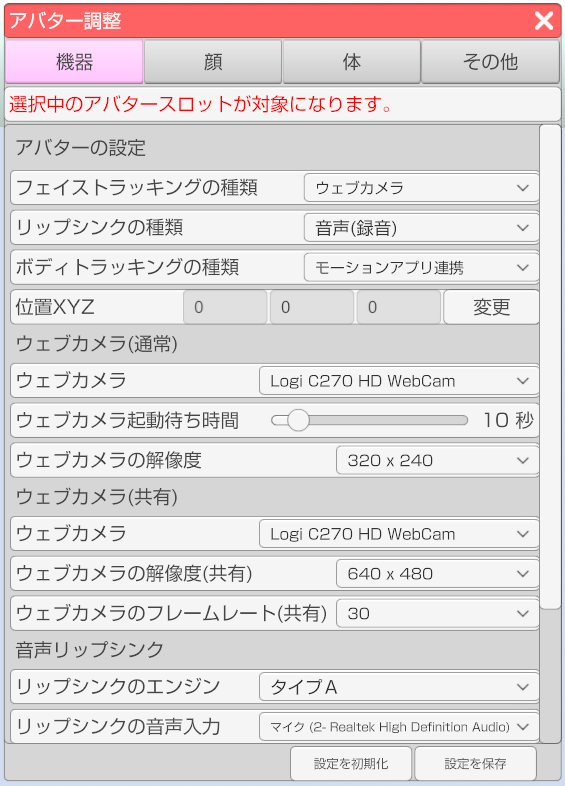 アバター調整
機器 顔 体 その他
選択中のアバタースロットが対象になります。
アバターの設定
フェイストラッキングの種類 ウェブカメラ
リップシンクの種類 音声(録音)
ボディトラッキングの種類 モーションアプリ連携
位置XYZ 0 0 0 変更
ウェブカメラ(通常)
ウェブカメラ Logi C270 HD WebCam
ウェブカメラ起動待ち時間 10 秒
ウェブカメラの解像度 320 x 240
ウェブカメラ(共有)
ウェブカメラ Logi C270 HD WebCam
ウェブカメラの解像度(共有) 640 x 480
ウェブカメラのフレームレート(共有) 30
音声リップシンク
リップシンクのエンジン タイプA
リップシンクの音声入力 マイク (2- Realtek High Definition Audio)
設定を初期化 設定を保存